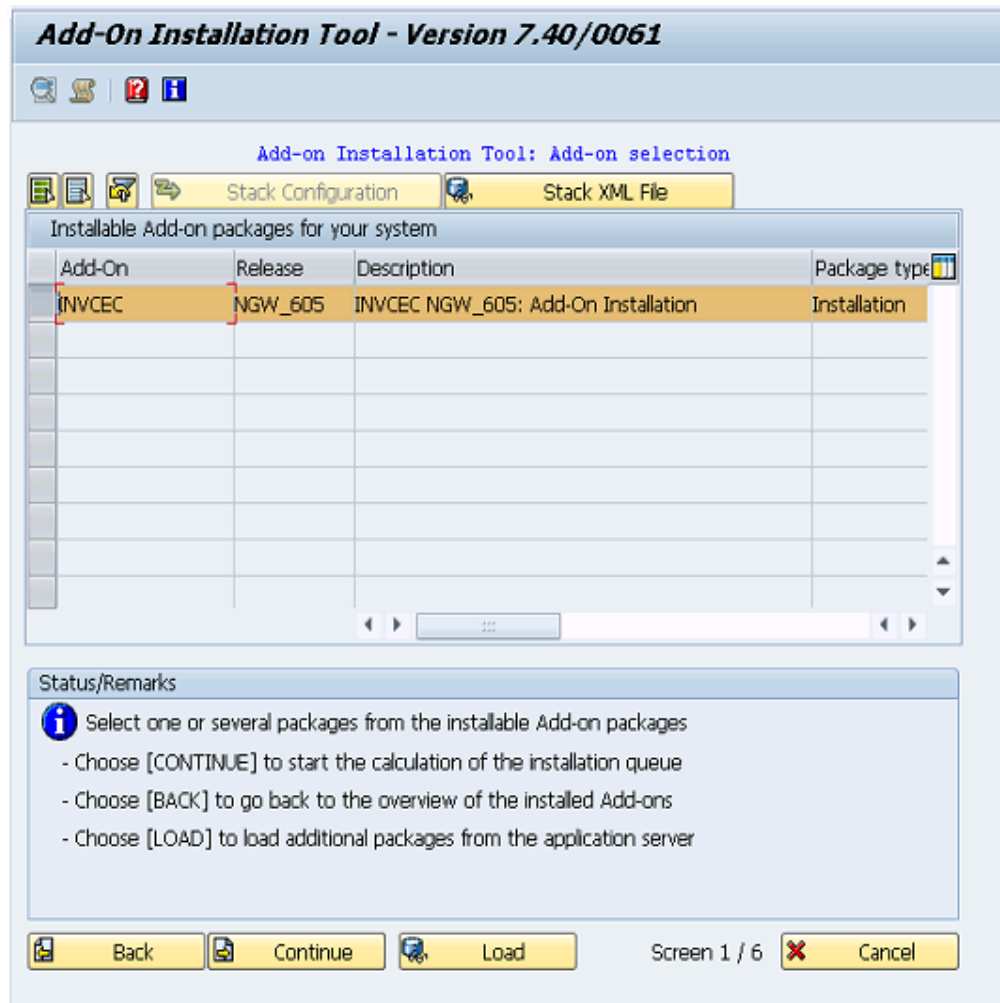 Add-On Installation Tool - Version 7.40/0061
Add-on Installation Tool: Add-on selection
Stack Configuration Stack XML File
Installable Add-on packages for your system
Add-On Release Description Package type
INVCEC NGW_605 INVCEC NGW_605: Add-On Installation Installation
Status/Remarks
Select one or several packages from the installable Add-on packages
- Choose [CONTINUE] to start the calculation of the installation queue
- Choose [BACK] to go back to the overview of the installed Add-ons
- Choose [LOAD] to load additional packages from the application server
Back Continue Load Screen 1 / 6 Cancel